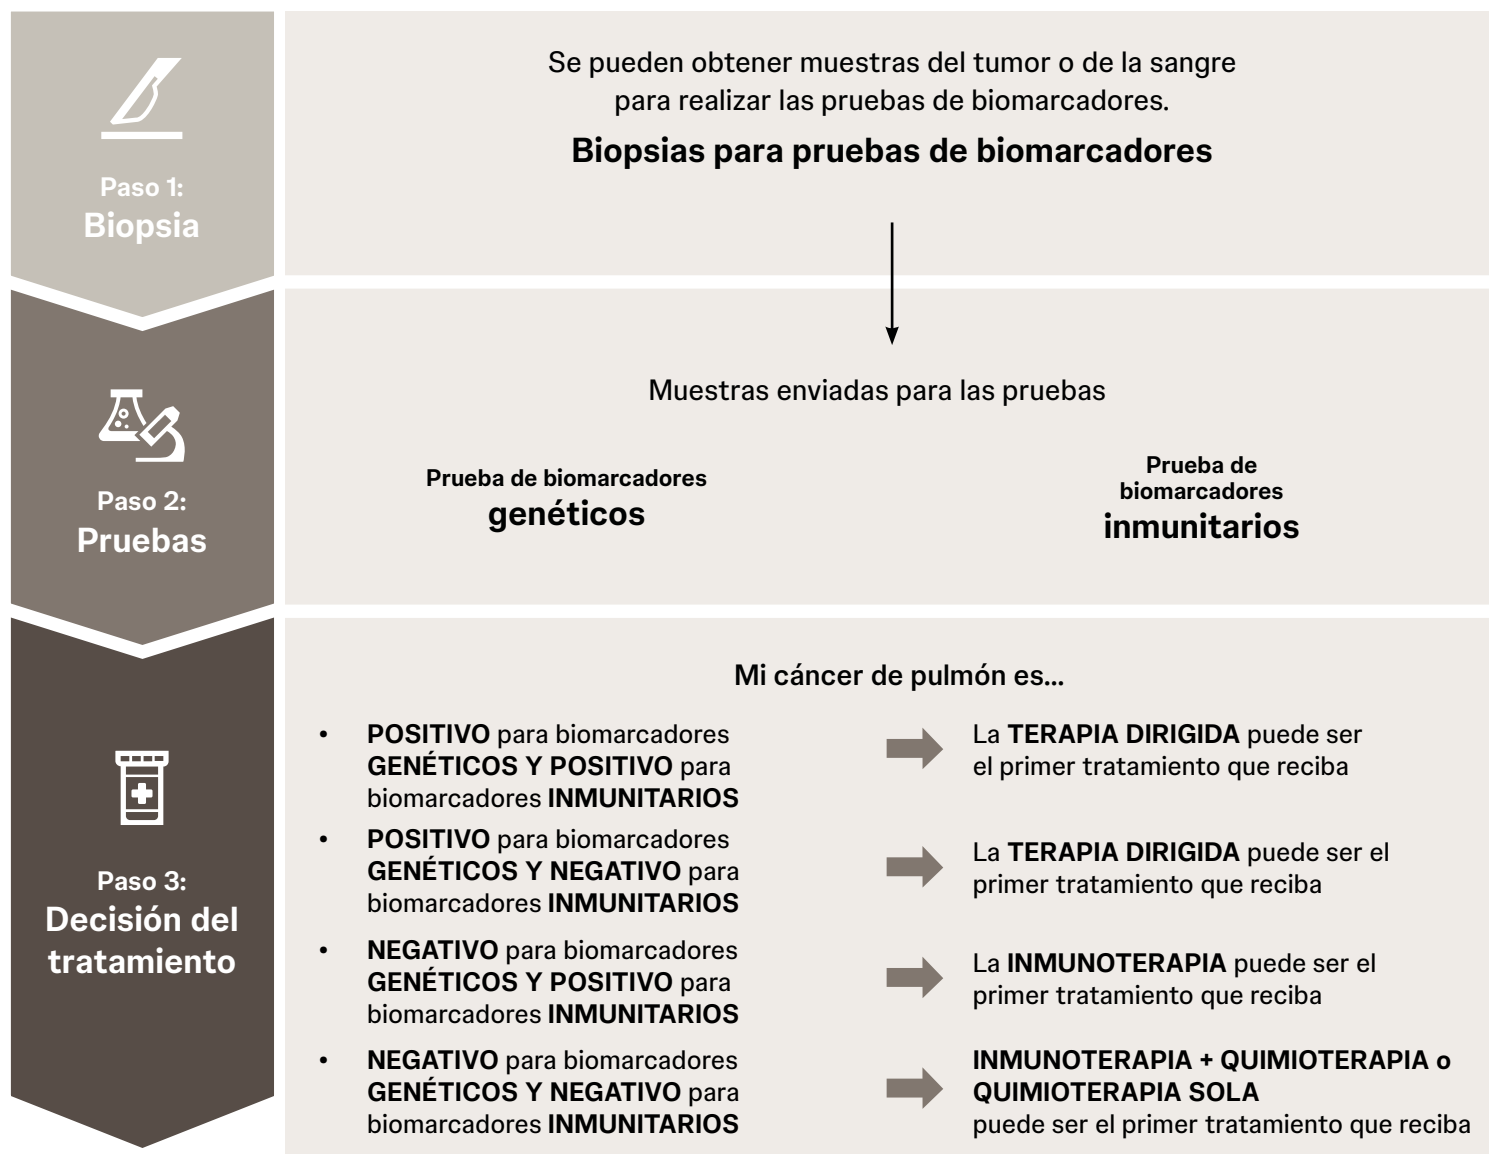 Paso 1:
Biopsia
Se pueden obtener muestras del tumor o de la sangre
para realizar las pruebas de biomarcadores.
Biopsias para pruebas de biomarcadores
Paso 2:
Pruebas
Muestras enviadas para las pruebas
Prueba de biomarcadores
genéticos
Prueba de
biomarcadores
inmunitarios
Paso 3:
Decisión del
tratamiento
Mi cáncer de pulmón es...
• POSITIVO para biomarcadores
GENÉTICOS Y POSITIVO para
biomarcadores INMUNITARIOS
La TERAPIA DIRIGIDA puede ser
el primer tratamiento que reciba
• POSITIVO para biomarcadores
GENÉTICOS Y NEGATIVO para
biomarcadores INMUNITARIOS
La TERAPIA DIRIGIDA puede ser el
primer tratamiento que reciba
• NEGATIVO para biomarcadores
GENÉTICOS Y POSITIVO para
biomarcadores INMUNITARIOS
La INMUNOTERAPIA puede ser el
primer tratamiento que reciba
• NEGATIVO para biomarcadores
GENÉTICOS Y NEGATIVO para
biomarcadores INMUNITARIOS
INMUNOTERAPIA + QUIMIOTERAPIA o
QUIMIOTERAPIA SOLA
puede ser el primer tratamiento que reciba